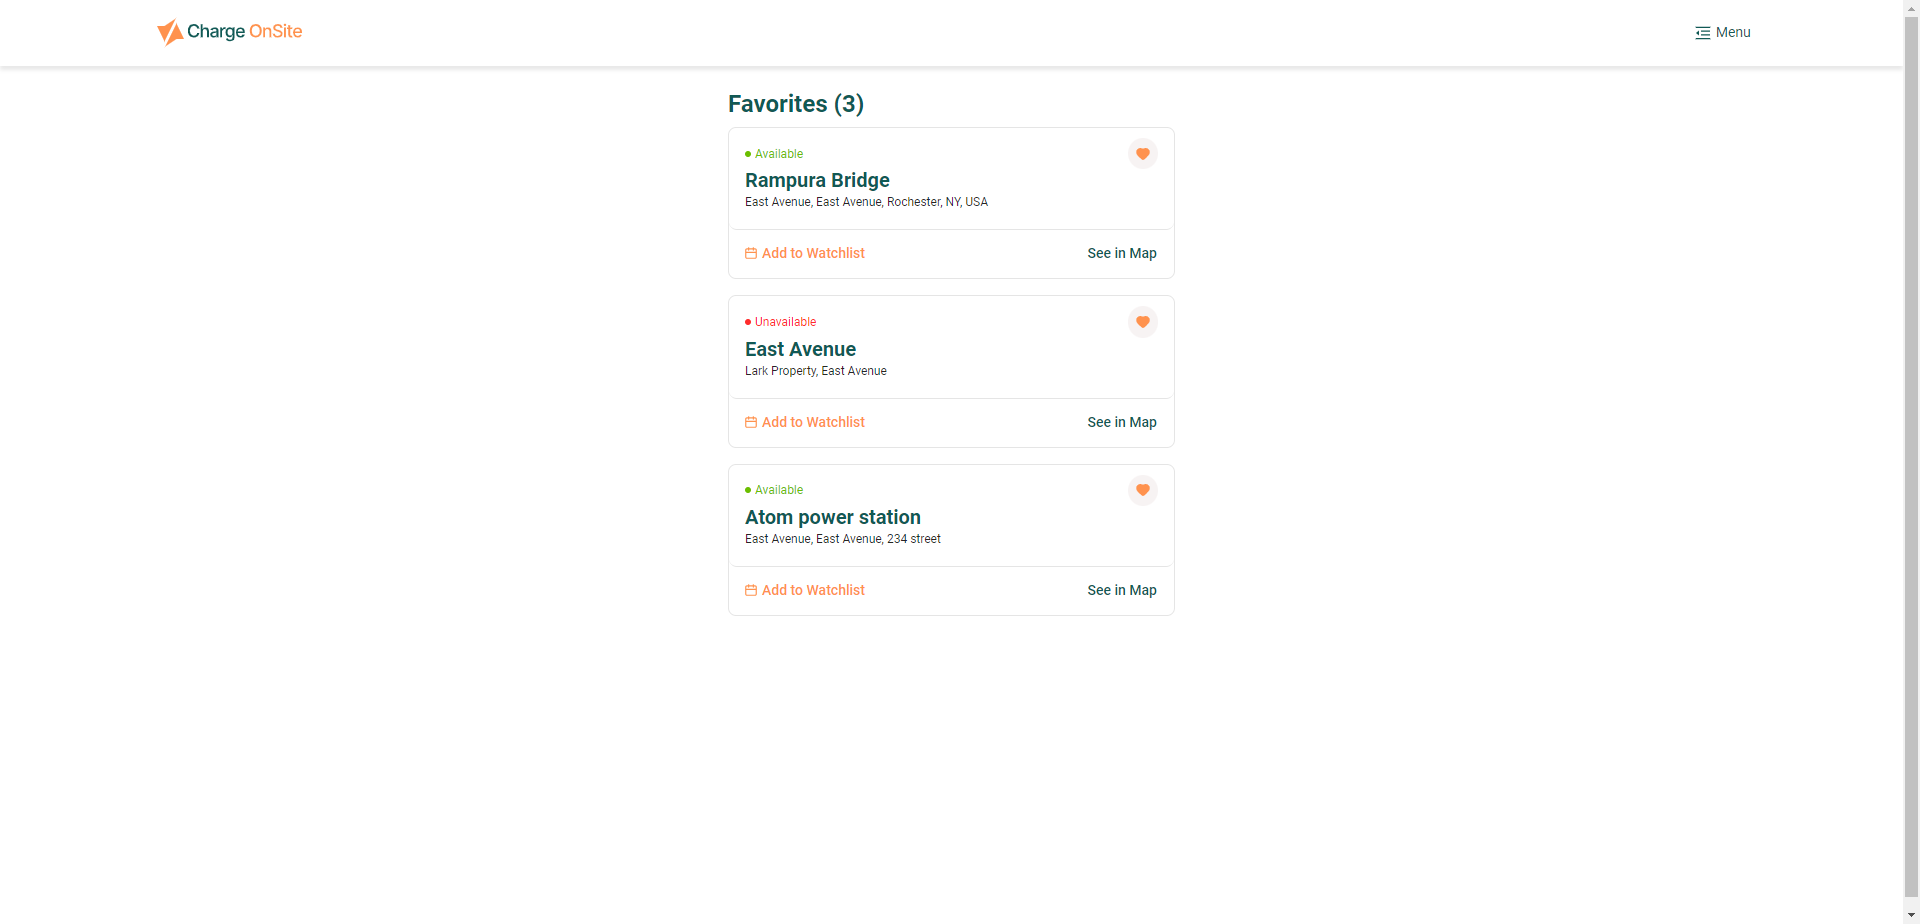 Charge OnSite
Menu
Favorites (3)
Available
Rampura Bridge
East Avenue, East Avenue, Rochester, NY, USA
Add to Watchlist
See in Map
Unavailable
East Avenue
Lark Property, East Avenue
Add to Watchlist
See in Map
Available
Atom power station
East Avenue, East Avenue, 234 street
Add to Watchlist
See in Map